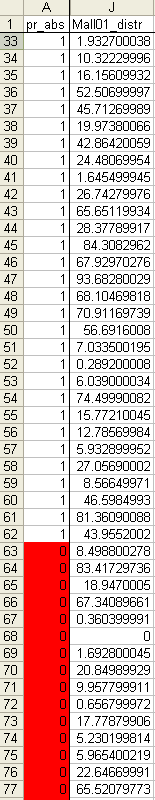 A J
1 pr_abs Mall01_distr
33 1 1.932700038
34 1 10.32229996
35 1 16.15609932
36 1 52.50699997
37 1 45.71269989
38 1 19.97380066
39 1 42.86420059
40 1 24.48069954
41 1 1.645499945
42 1 26.74279976
43 1 65.65119934
44 1 28.37789917
45 1 84.3082962
46 1 67.92970276
47 1 93.68280029
48 1 68.10469818
49 1 70.91169739
50 1 56.6916008
51 1 7.033500195
52 1 0.289200008
53 1 6.039000034
54 1 74.49990082
55 1 15.77210045
56 1 12.78569984
57 1 5.932899952
58 1 27.05690002
59 1 8.56649971
60 1 46.5984993
61 1 81.36090088
62 1 43.9552002
63 0 8.498800278
64 0 83.41729736
65 0 18.9470005
66 0 67.34089661
67 0 0.360399991
68 0 0
69 0 1.692800045
70 0 20.84989929
71 0 9.957799911
72 0 0.656799972
73 0 17.77879906
74 0 5.230199814
75 0 5.965400219
76 0 22.64669991
77 0 65.52079773